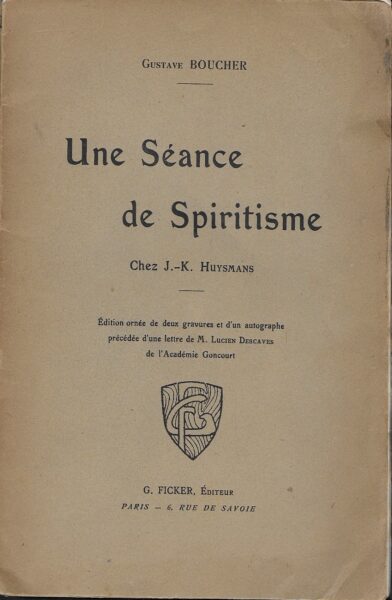 Gustave BOUCHER
Une Séance
de Spiritisme
Chez J.-K. Huysmans
Édition ornée de deux gravures et d'un autographe
précédée d'une lettre de M. Lucien Descaves
de l'Académie Goncourt
G. FICKER, Éditeur
PARIS — 6, RUE DE SAVOIE